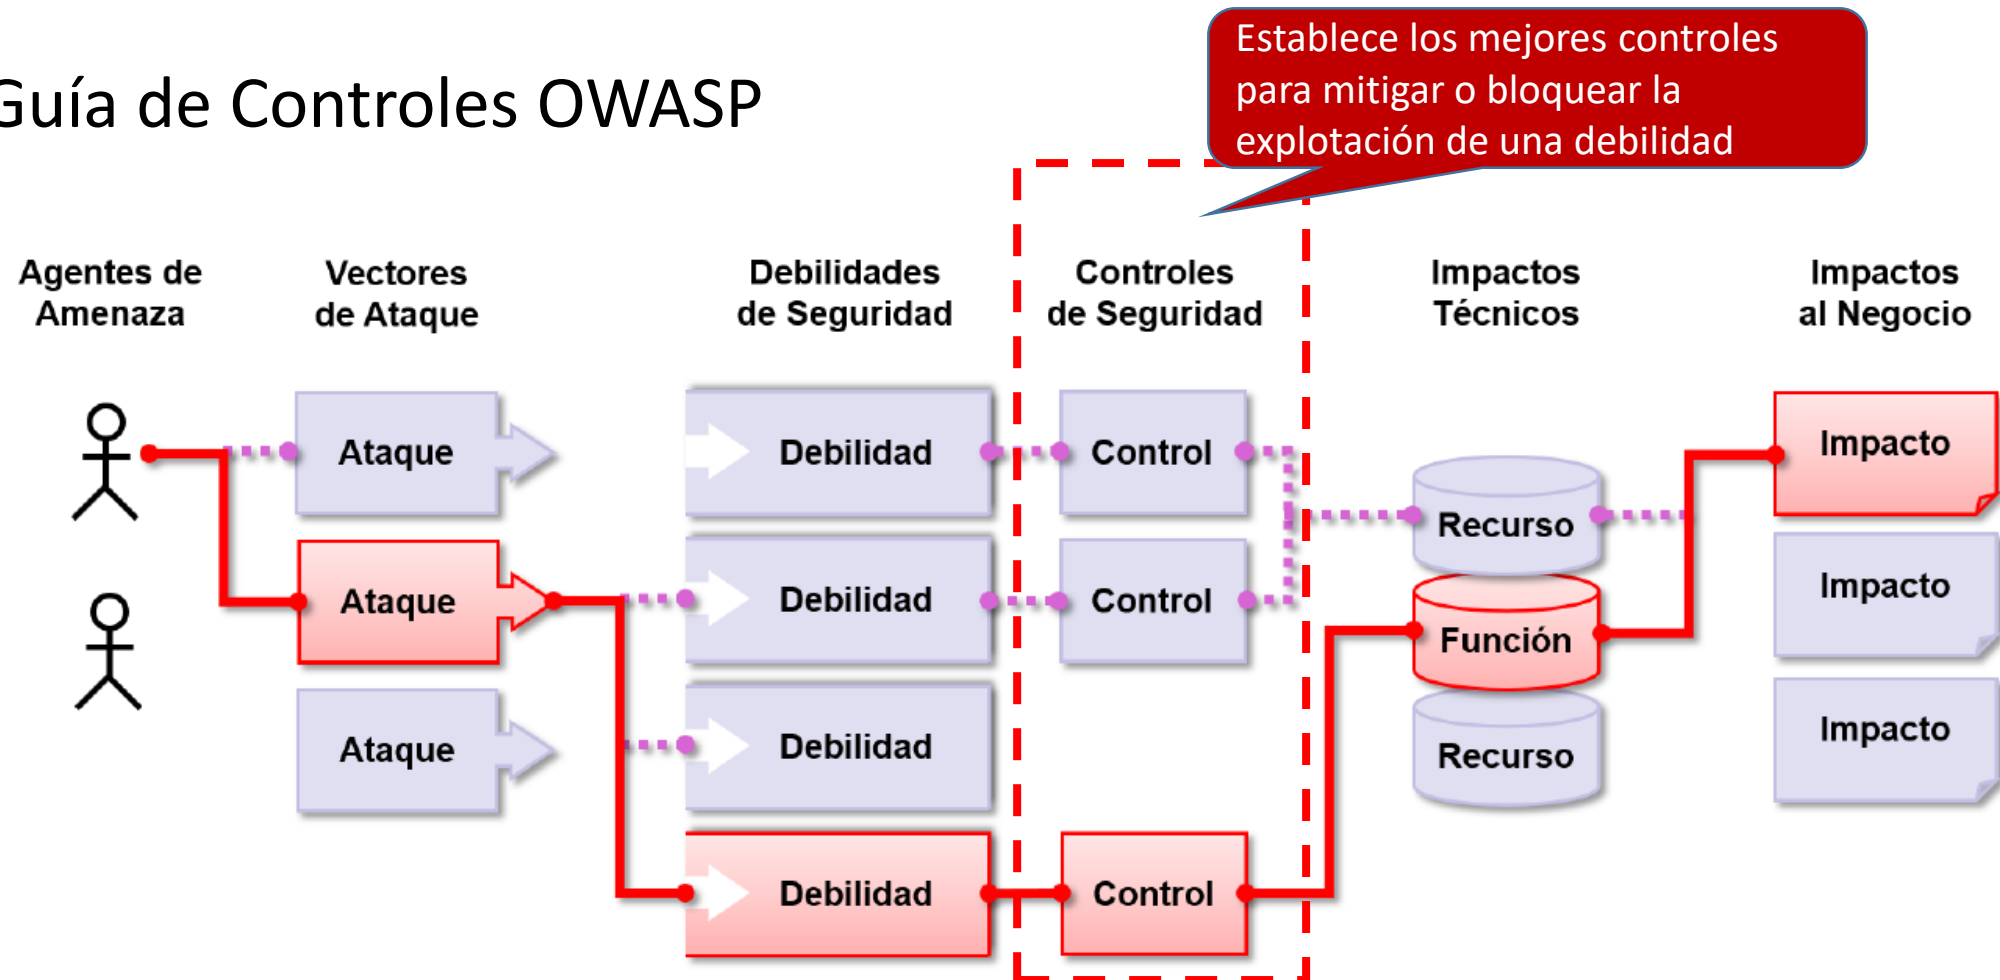 Establece los mejores controles
para mitigar o bloquear la
explotación de una debilidad
Guía de Controles OWASP
Agentes de
Amenaza
Vectores
de Ataque
Debilidades
de Seguridad
Controles
de Seguridad
Impactos
Técnicos
Impactos
al Negocio
Ataque
Debilidad
Control
Recurso
Impacto
Ataque
Debilidad
Control
Función
Impacto
Ataque
Debilidad
Recurso
Impacto
Debilidad
Control